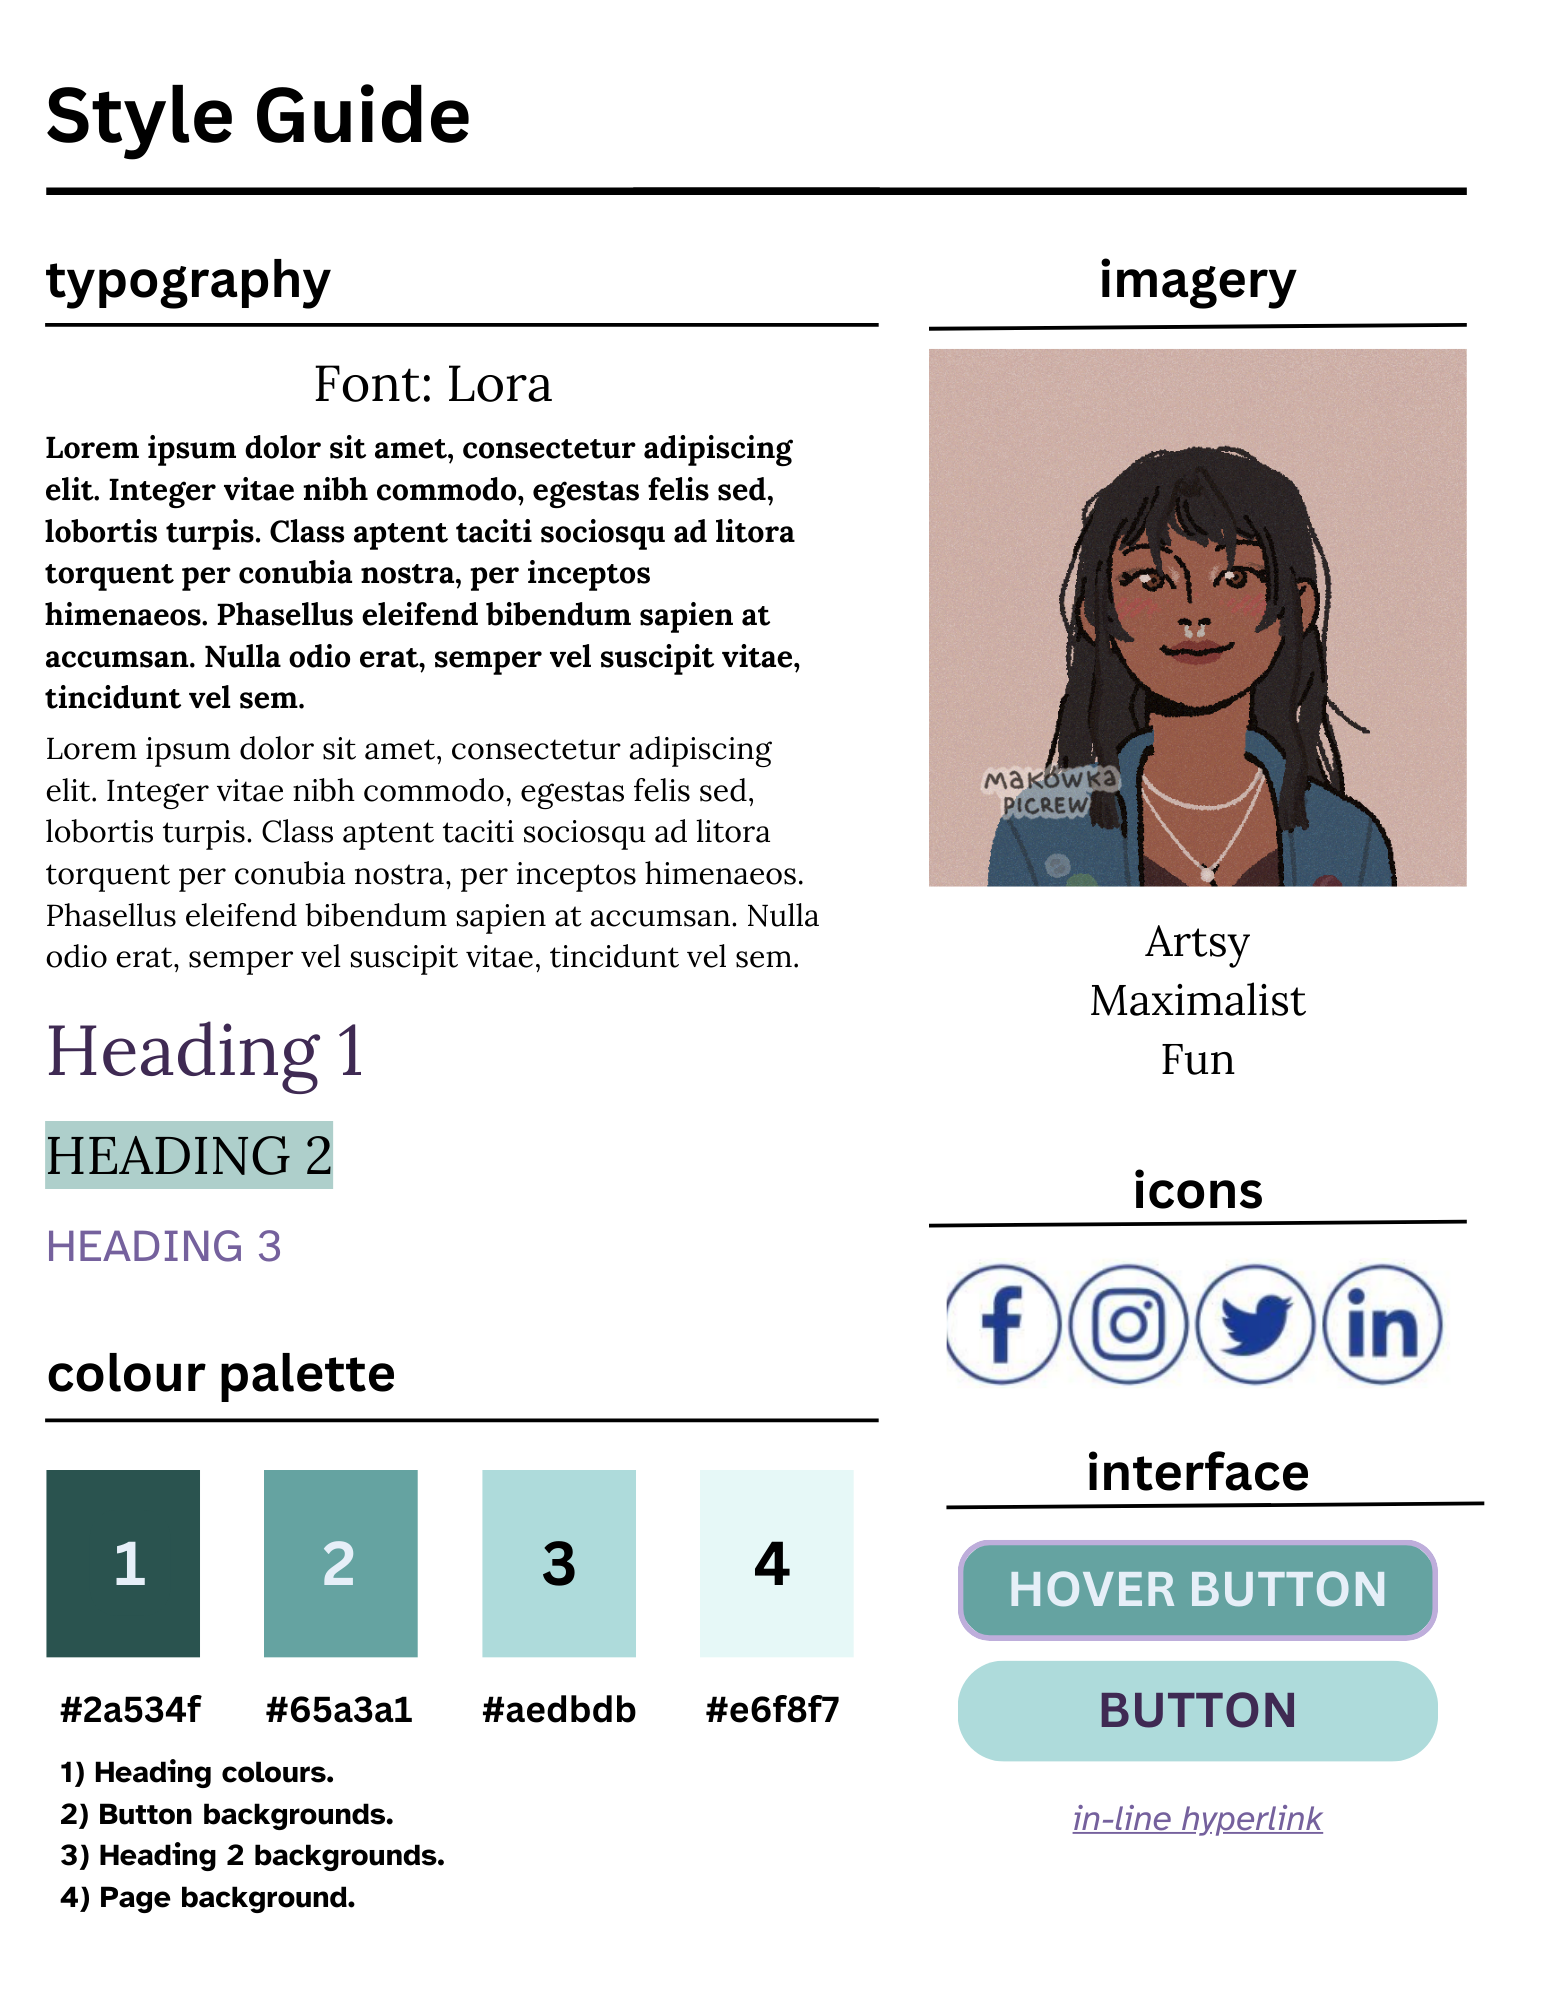 Style Guide
typography
Font: Lora
Lorem ipsum dolor sit amet, consectetur adipiscing
elit. Integer vitae nibh commodo, egestas felis sed,
lobortis turpis. Class aptent taciti sociosqu ad litora
torquent per conubia nostra, per inceptos
himenaeos. Phasellus eleifend bibendum sapien at
accumsan. Nulla odio erat, semper vel suscipit vitae,
tincidunt vel sem.
Lorem ipsum dolor sit amet, consectetur adipiscing
elit. Integer vitae nibh commodo, egestas felis sed,
lobortis turpis. Class aptent taciti sociosqu ad litora
torquent per conubia nostra, per inceptos himenaeos.
Phasellus eleifend bibendum sapien at accumsan. Nulla
odio erat, semper vel suscipit vitae, tincidunt vel sem.
Heading 1
HEADING 2
HEADING 3
colour palette
1 2 3 4
#2a534f #65a3a1 #aedbdb #e6f8f7
1) Heading colours.
2) Button backgrounds.
3) Heading 2 backgrounds.
4) Page background.
imagery
MAKÓWKA
PICREW
Artsy
Maximalist
Fun
icons
f in
interface
HOVER BUTTON
BUTTON
in-line hyperlink